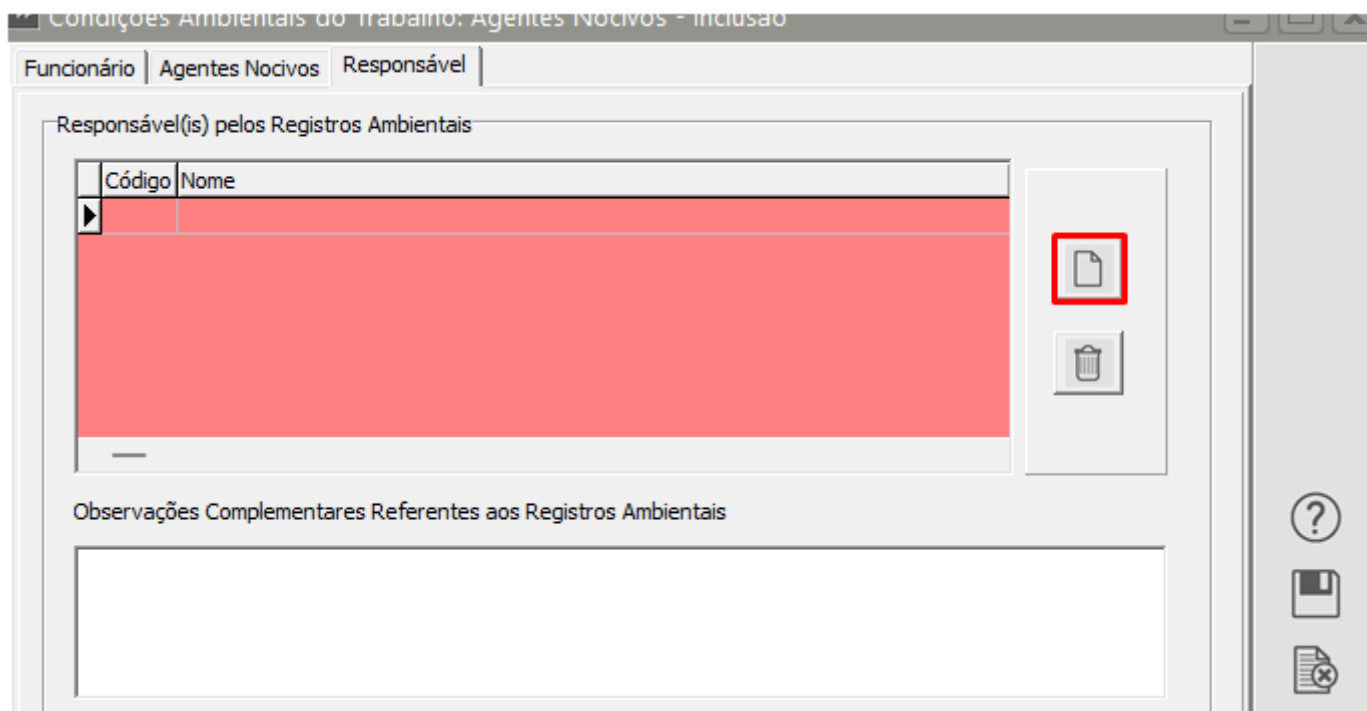 Condições Ambientais do Trabalho: Agentes Nocivos - Inclusão
Funcionário Agentes Nocivos Responsável
Responsável(is) pelos Registros Ambientais
Código Nome
Observações Complementares Referentes aos Registros Ambientais